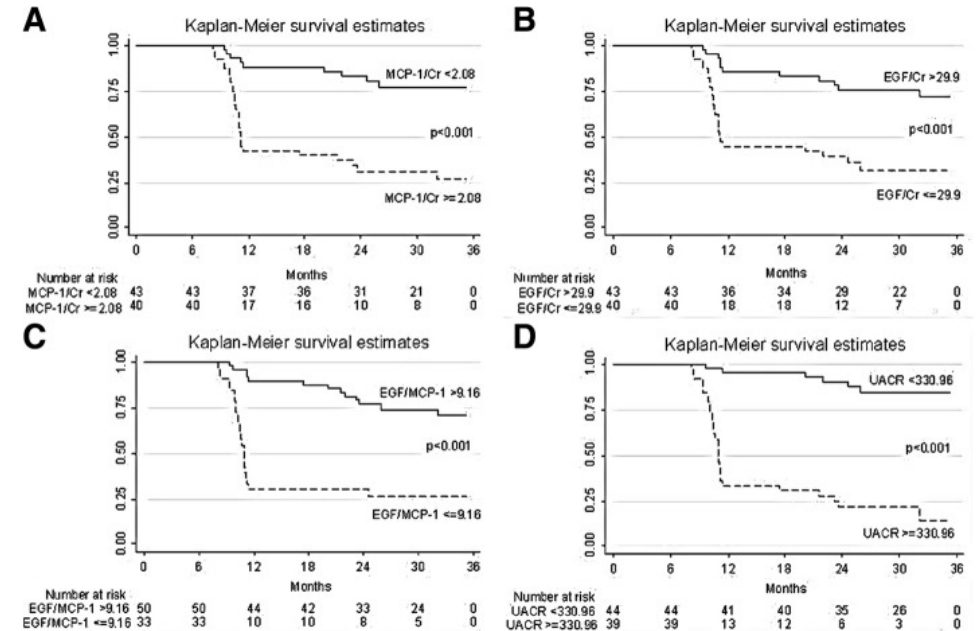 A
Kaplan-Meier survival estimates
1.00
0.75
0.50
0.25
0.00
MCP-1/Cr <2.08
p<0.001
MCP-1/Cr >=2.08
0 6 12 18 24 30 36
Months
Number at risk
MCP-1/Cr <2.08 43 43 37 36 31 21 0
MCP-1/Cr >=2.08 40 40 17 16 10 8 0
B
Kaplan-Meier survival estimates
1.00
0.75
0.50
0.25
0.00
EGF/Cr >29.9
p<0.001
EGF/Cr <=29.9
0 6 12 18 24 30 36
Months
Number at risk
EGF/Cr >29.9 43 43 36 34 29 22 0
EGF/Cr <=29.9 40 40 18 18 12 7 0
C
Kaplan-Meier survival estimates
1.00
0.75
0.50
0.25
0.00
EGF/MCP-1 >9.16
p<0.001
EGF/MCP-1 <=9.16
0 6 12 18 24 30 36
Months
Number at risk
EGF/MCP-1 >9.16 50 50 44 42 33 24 0
EGF/MCP-1 <=9.16 33 33 10 10 8 5 0
D
Kaplan-Meier survival estimates
1.00
0.75
0.50
0.25
0.00
UACR <330.96
p<0.001
UACR >=330.96
0 6 12 18 24 30 36
Months
Number at risk
UACR <330.96 44 44 41 40 35 26 0
UACR >=330.96 39 39 13 12 6 3 0